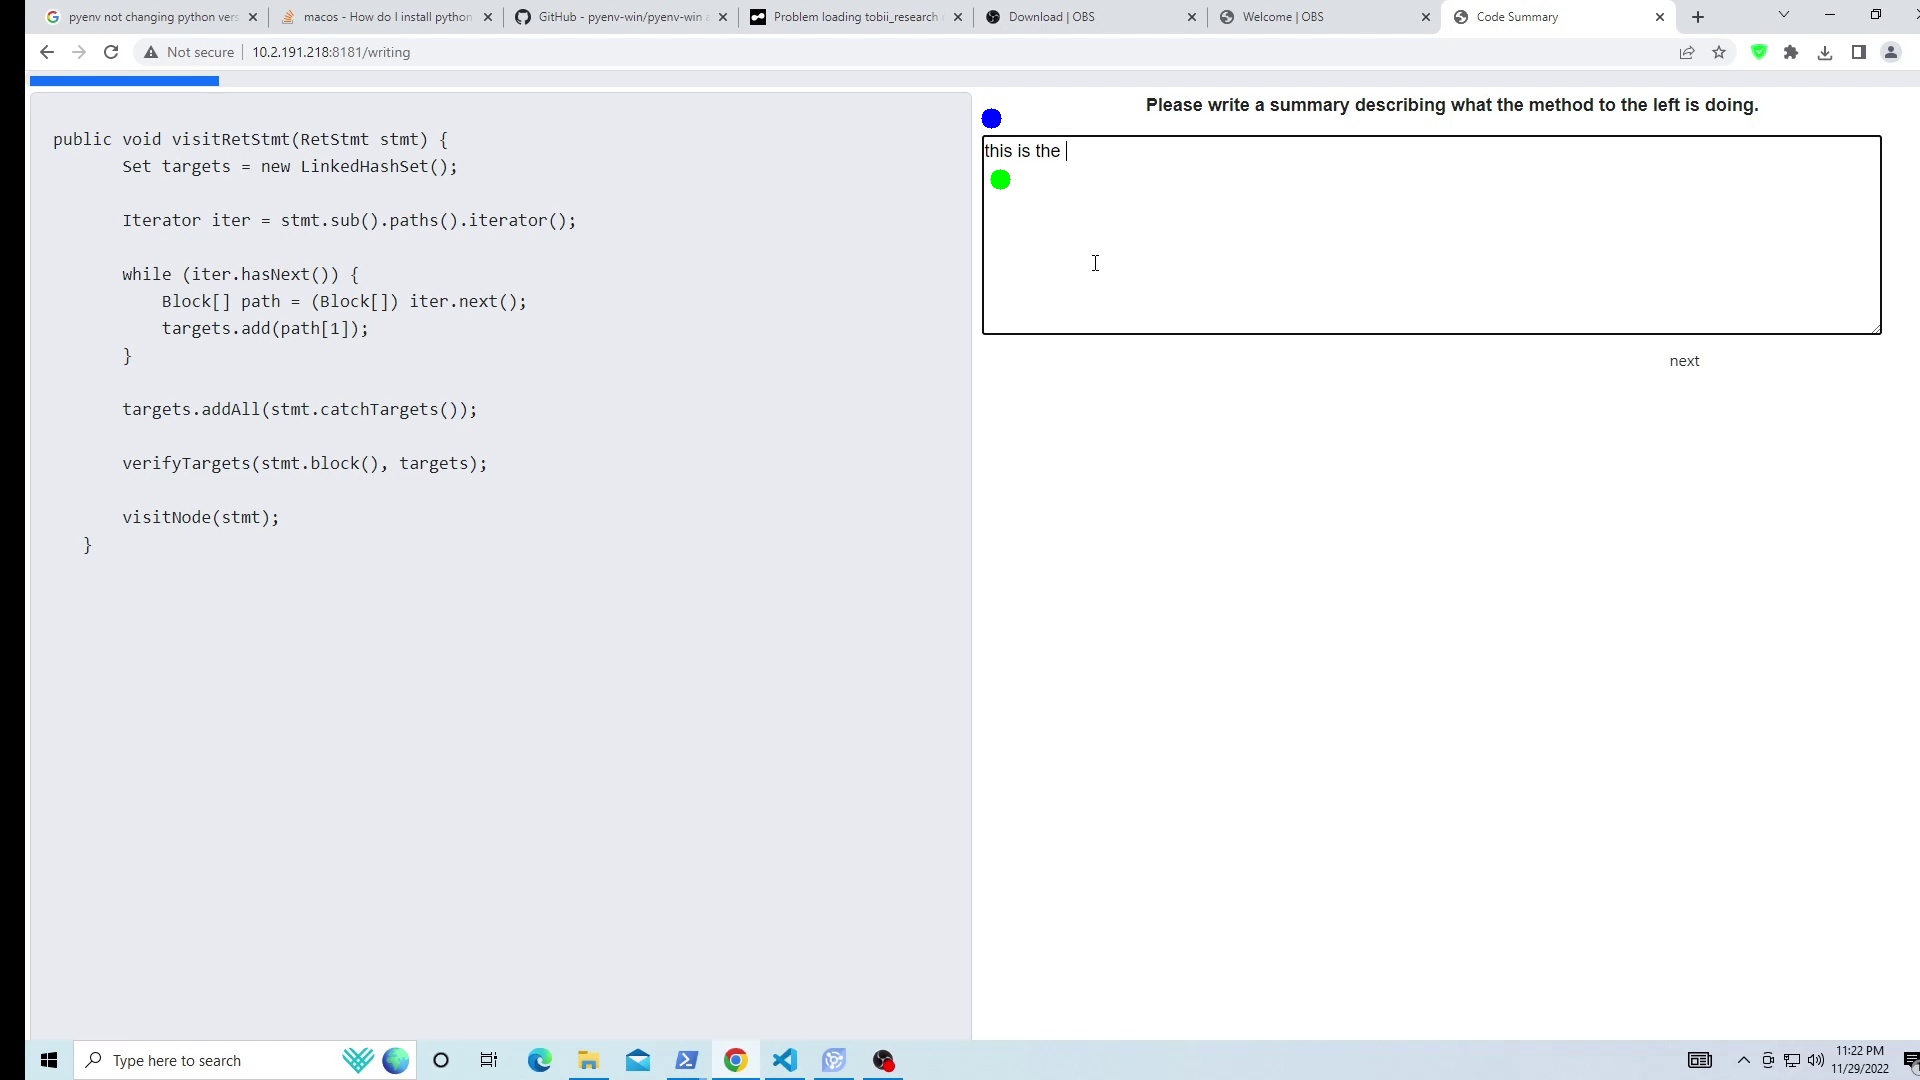 pyenv not changing python vers
macos - How do I install python
GitHub - pyenv-win/pyenv-win
Problem loading tobii_research
Download | OBS
Welcome | OBS
Code Summary
Not secure
10.2.191.218:8181/writing
Please write a summary describing what the method to the left is doing.
this is the
next
public void visitRetStmt(RetStmt stmt) {
Set targets = new LinkedHashSet();
Iterator iter = stmt.sub().paths().iterator();
while (iter.hasNext()) {
Block[] path = (Block[]) iter.next();
targets.add(path[1]);
}
targets.addAll(stmt.catchTargets());
verifyTargets(stmt.block(), targets);
visitNode(stmt);
}
Type here to search
11:22 PM
11/29/2022